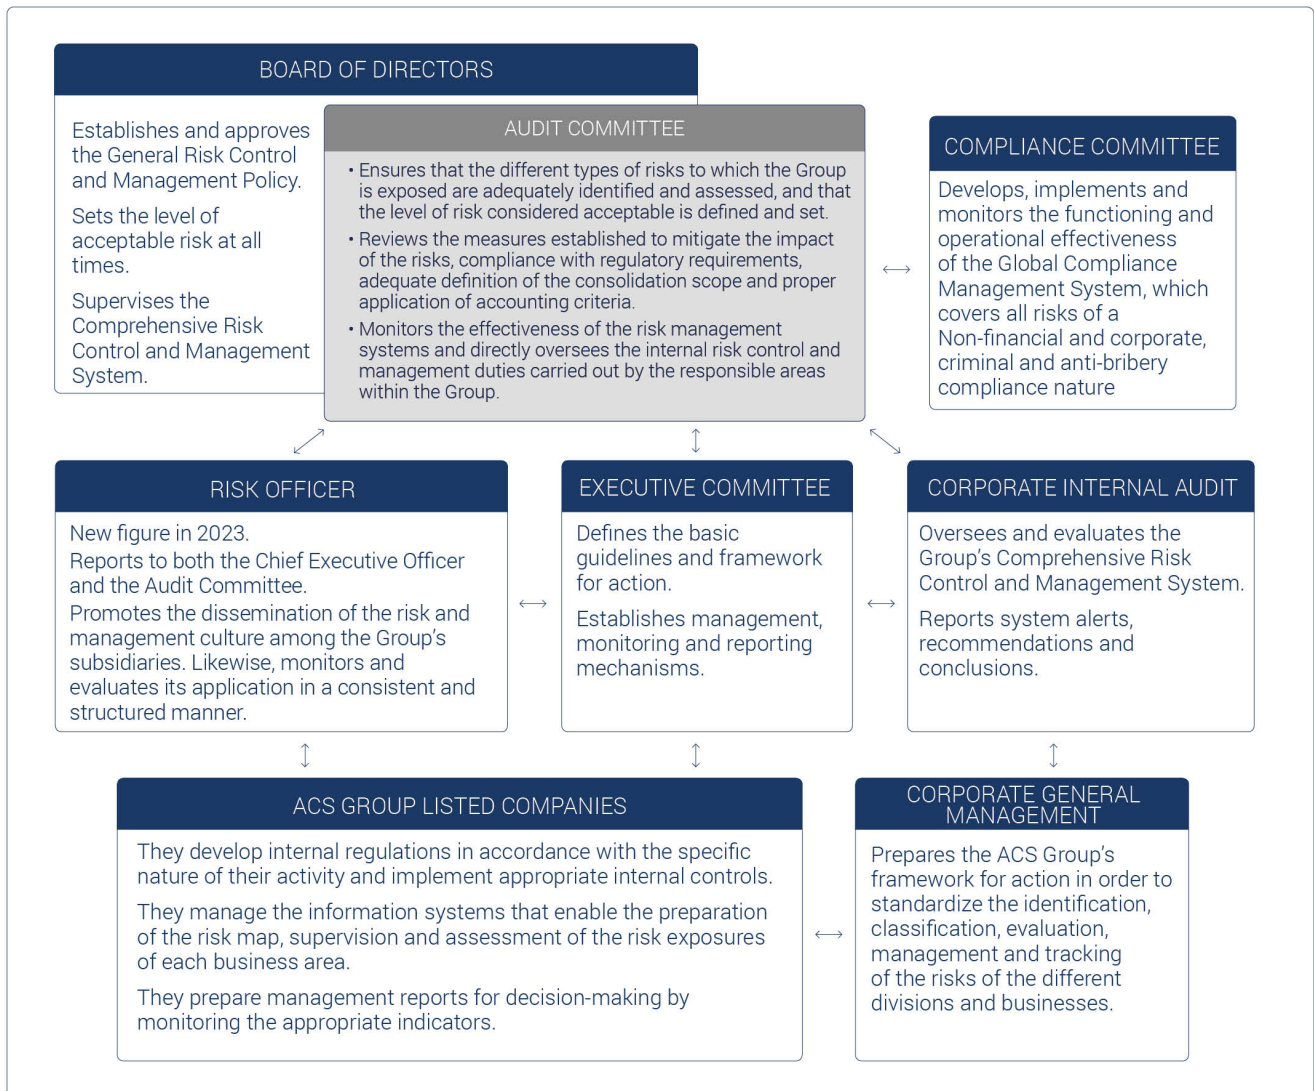 BOARD OF DIRECTORS
Establishes and approves
the General Risk Control
and Management Policy.
Sets the level of
acceptable risk at all
times.
Supervises the
Comprehensive Risk
Control and Management
System.
AUDIT COMMITTEE
• Ensures that the different types of risks to which the Group
is exposed are adequately identified and assessed, and that
the level of risk considered acceptable is defined and set.
• Reviews the measures established to mitigate the impact
of the risks, compliance with regulatory requirements,
adequate definition of the consolidation scope and proper
application of accounting criteria.
• Monitors the effectiveness of the risk management
systems and directly oversees the internal risk control and
management duties carried out by the responsible areas
within the Group.
COMPLIANCE COMMITTEE
Develops, implements and
monitors the functioning and
operational effectiveness
of the Global Compliance
Management System, which
covers all risks of a
Non-financial and corporate,
criminal and anti-bribery
compliance nature
RISK OFFICER
New figure in 2023.
Reports to both the Chief Executive Officer
and the Audit Committee.
Promotes the dissemination of the risk and
management culture among the Group's
subsidiaries. Likewise, monitors and
evaluates its application in a consistent and
structured manner.
EXECUTIVE COMMITTEE
Defines the basic
guidelines and framework
for action.
Establishes management,
monitoring and reporting
mechanisms.
CORPORATE INTERNAL AUDIT
Oversees and evaluates the
Group's Comprehensive Risk
Control and Management System.
Reports system alerts,
recommendations and
conclusions.
ACS GROUP LISTED COMPANIES
They develop internal regulations in accordance with the specific
nature of their activity and implement appropriate internal controls.
They manage the information systems that enable the preparation
of the risk map, supervision and assessment of the risk exposures
of each business area.
They prepare management reports for decision-making by
monitoring the appropriate indicators.
CORPORATE GENERAL
MANAGEMENT
Prepares the ACS Group's
framework for action in order to
standardize the identification,
classification, evaluation,
management and tracking
of the risks of the different
divisions and businesses.